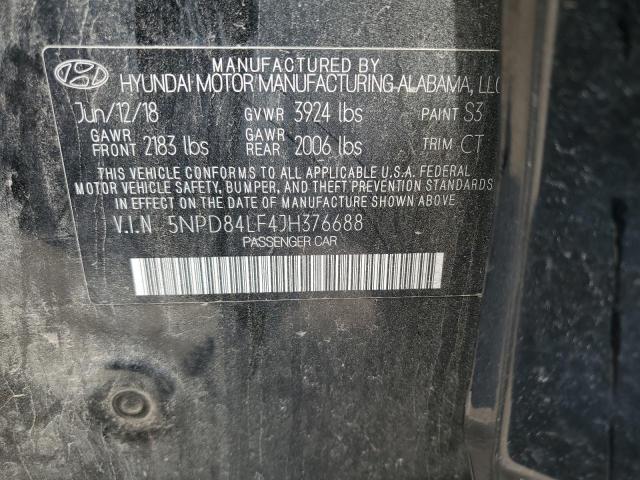 MANUFACTURED BY
HYUNDAI MOTOR MANUFACTURING ALABAMA, LLC
Jun/12/18 GVWR 3924 lbs PAINT S3
GAWR FRONT 2183 lbs GAWR REAR 2006 lbs TRIM CT
THIS VEHICLE CONFORMS TO ALL APPLICABLE U.S.A. FEDERAL
MOTOR VEHICLE SAFETY, BUMPER, AND THEFT PREVENTION
STANDARDS IN EFFECT ON THE DATE OF MANUFACTURE SHOWN ABOVE.
V.I.N 5NPD84LF4JH376688
PASSENGER CAR